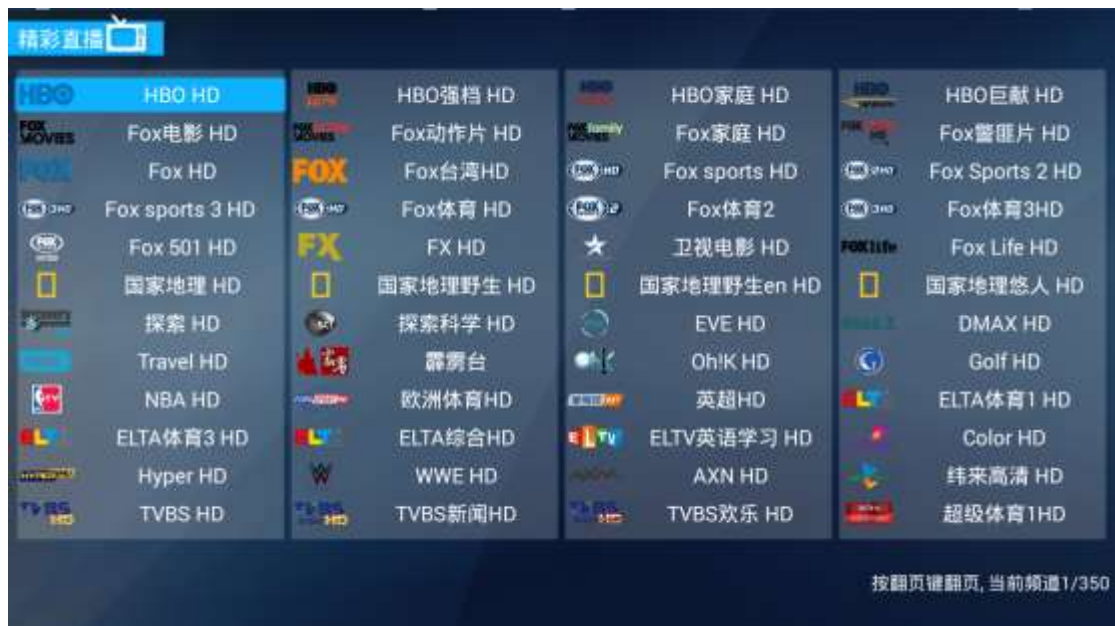 精彩直播
HBO HD HBO强档 HD HBO家庭 HD HBO巨献 HD
Fox电影 HD Fox动作片 HD Fox家庭 HD Fox警匪片 HD
Fox HD Fox台湾HD Fox sports HD Fox Sports 2 HD
Fox sports 3 HD Fox体育 HD Fox体育2 Fox体育3HD
Fox 501 HD FX HD 卫视电影 HD Fox Life HD
国家地理 HD 国家地理野生 HD 国家地理野生en HD 国家地理悠人 HD
探索 HD 探索科学 HD EVE HD DMAX HD
Travel HD 霹雳台 Oh!K HD Golf HD
NBA HD 欧洲体育HD 英超HD ELTA体育1 HD
ELTA体育3 HD ELTA综合HD ELTV英语学习 HD Color HD
Hyper HD WWE HD AXN HD 纬来高清 HD
TVBS HD TVBS新闻HD TVBS欢乐 HD 超级体育1HD
按翻页键翻页, 当前频道1/350